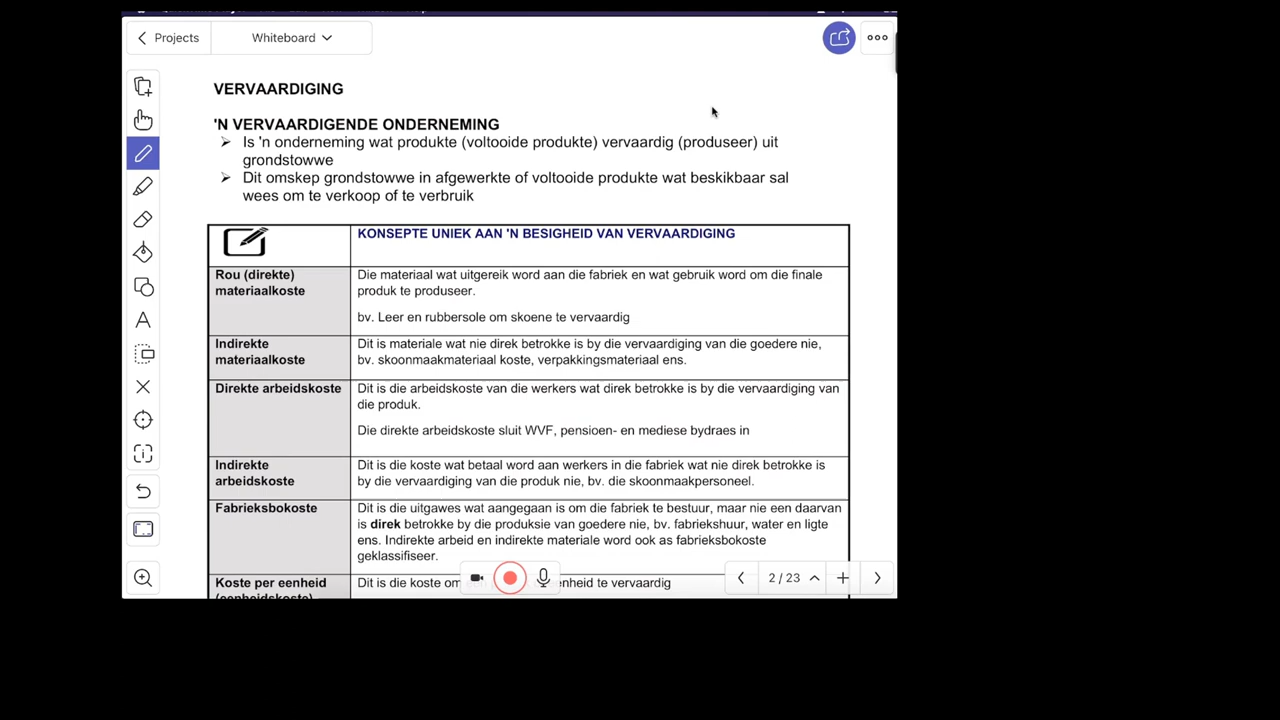 Projects
Whiteboard
VERVAARDIGING
'N VERVAARDIGENDE ONDERNEMING
➢ Is 'n onderneming wat produkte (voltooide produkte) vervaardig (produseer) uit
grondstowwe
➢ Dit omskep grondstowwe in afgewerkte of voltooide produkte wat beskikbaar sal
wees om te verkoop of te verbruik
KONSEPTE UNIEK AAN 'N BESIGHEID VAN VERVAARDIGING
Rou (direkte)
materiaalkoste
Die materiaal wat uitgereik word aan die fabriek en wat gebruik word om die finale
produk te produseer.
bv. Leer en rubbersole om skoene te vervaardig
Indirekte
materiaalkoste
Dit is materiale wat nie direk betrokke is by die vervaardiging van die goedere nie,
bv. skoonmaakmateriaal koste, verpakkingsmateriaal ens.
Direkte arbeidskoste
Dit is die arbeidskoste van die werkers wat direk betrokke is by die vervaardiging van
die produk.
Die direkte arbeidskoste sluit WVF, pensioen- en mediese bydraes in
Indirekte
arbeidskoste
Dit is die koste wat betaal word aan werkers in die fabriek wat nie direk betrokke is
by die vervaardiging van die produk nie, bv. die skoonmaakpersoneel.
Fabrieksbokoste
Dit is die uitgawes wat aangegaan is om die fabriek te bestuur, maar nie een daarvan
is direk betrokke by die produksie van goedere nie, bv. fabriekshuur, water en ligte
ens. Indirekte arbeid en indirekte materiale word ook as fabrieksbokoste
geklassifiseer.
Koste per eenheid
(eenheidskoste)
Dit is die koste om eenheid te vervaardig
2 / 23